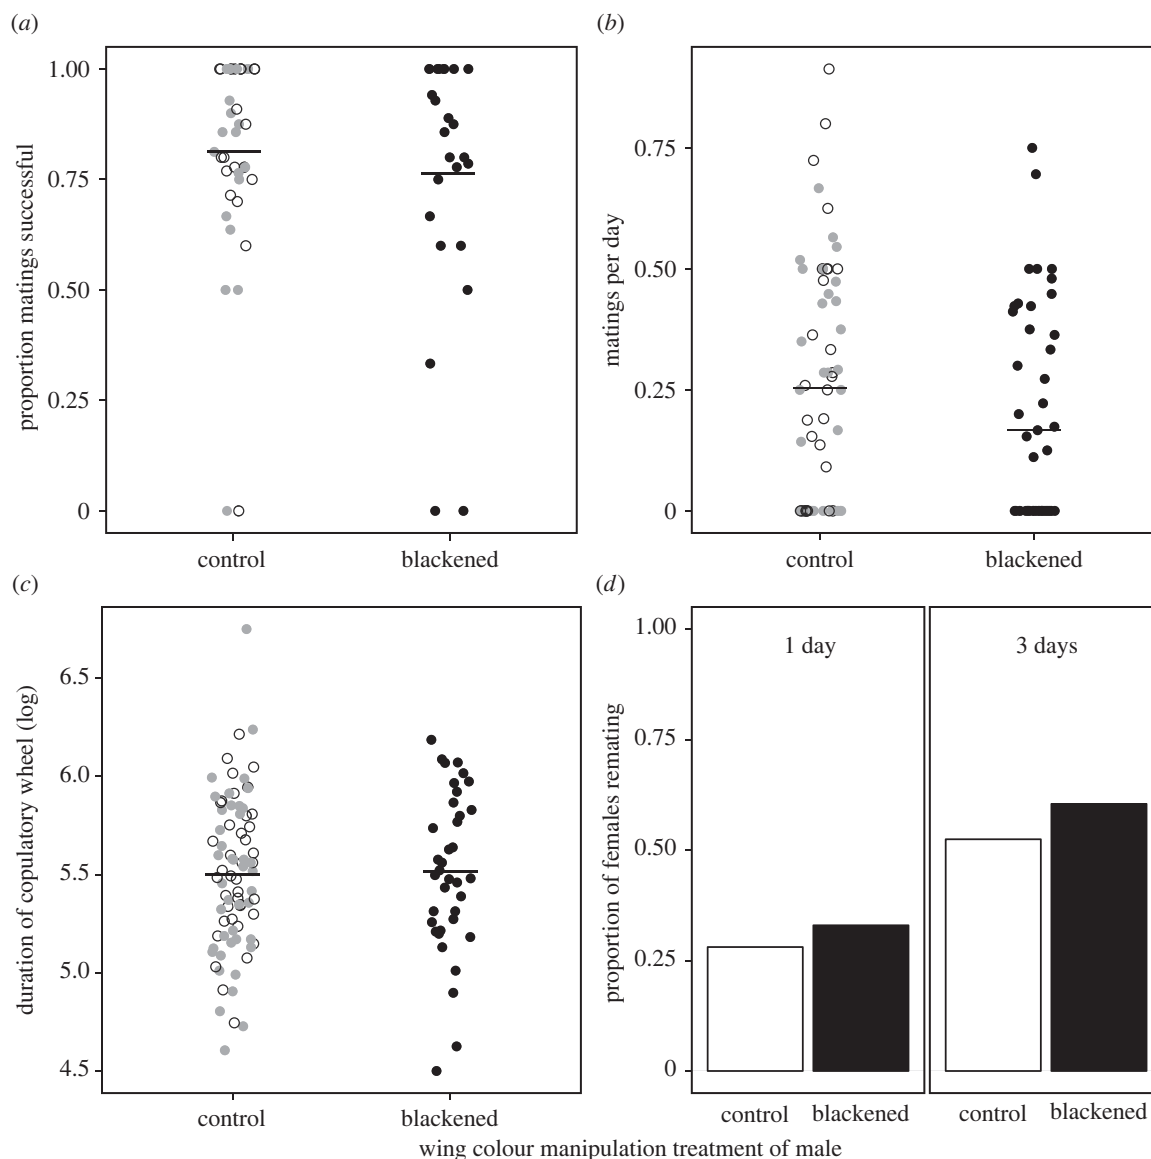 (a)
proportion matings successful
1.00
0.75
0.50
0.25
0
control blackened
(b)
matings per day
0.75
0.50
0.25
0
control blackened
(c)
duration of copulatory wheel (log)
6.5
6.0
5.5
5.0
4.5
control blackened
(d)
proportion of females remating
1.00
0.75
0.50
0.25
0
1 day
3 days
control blackened control blackened
wing colour manipulation treatment of male